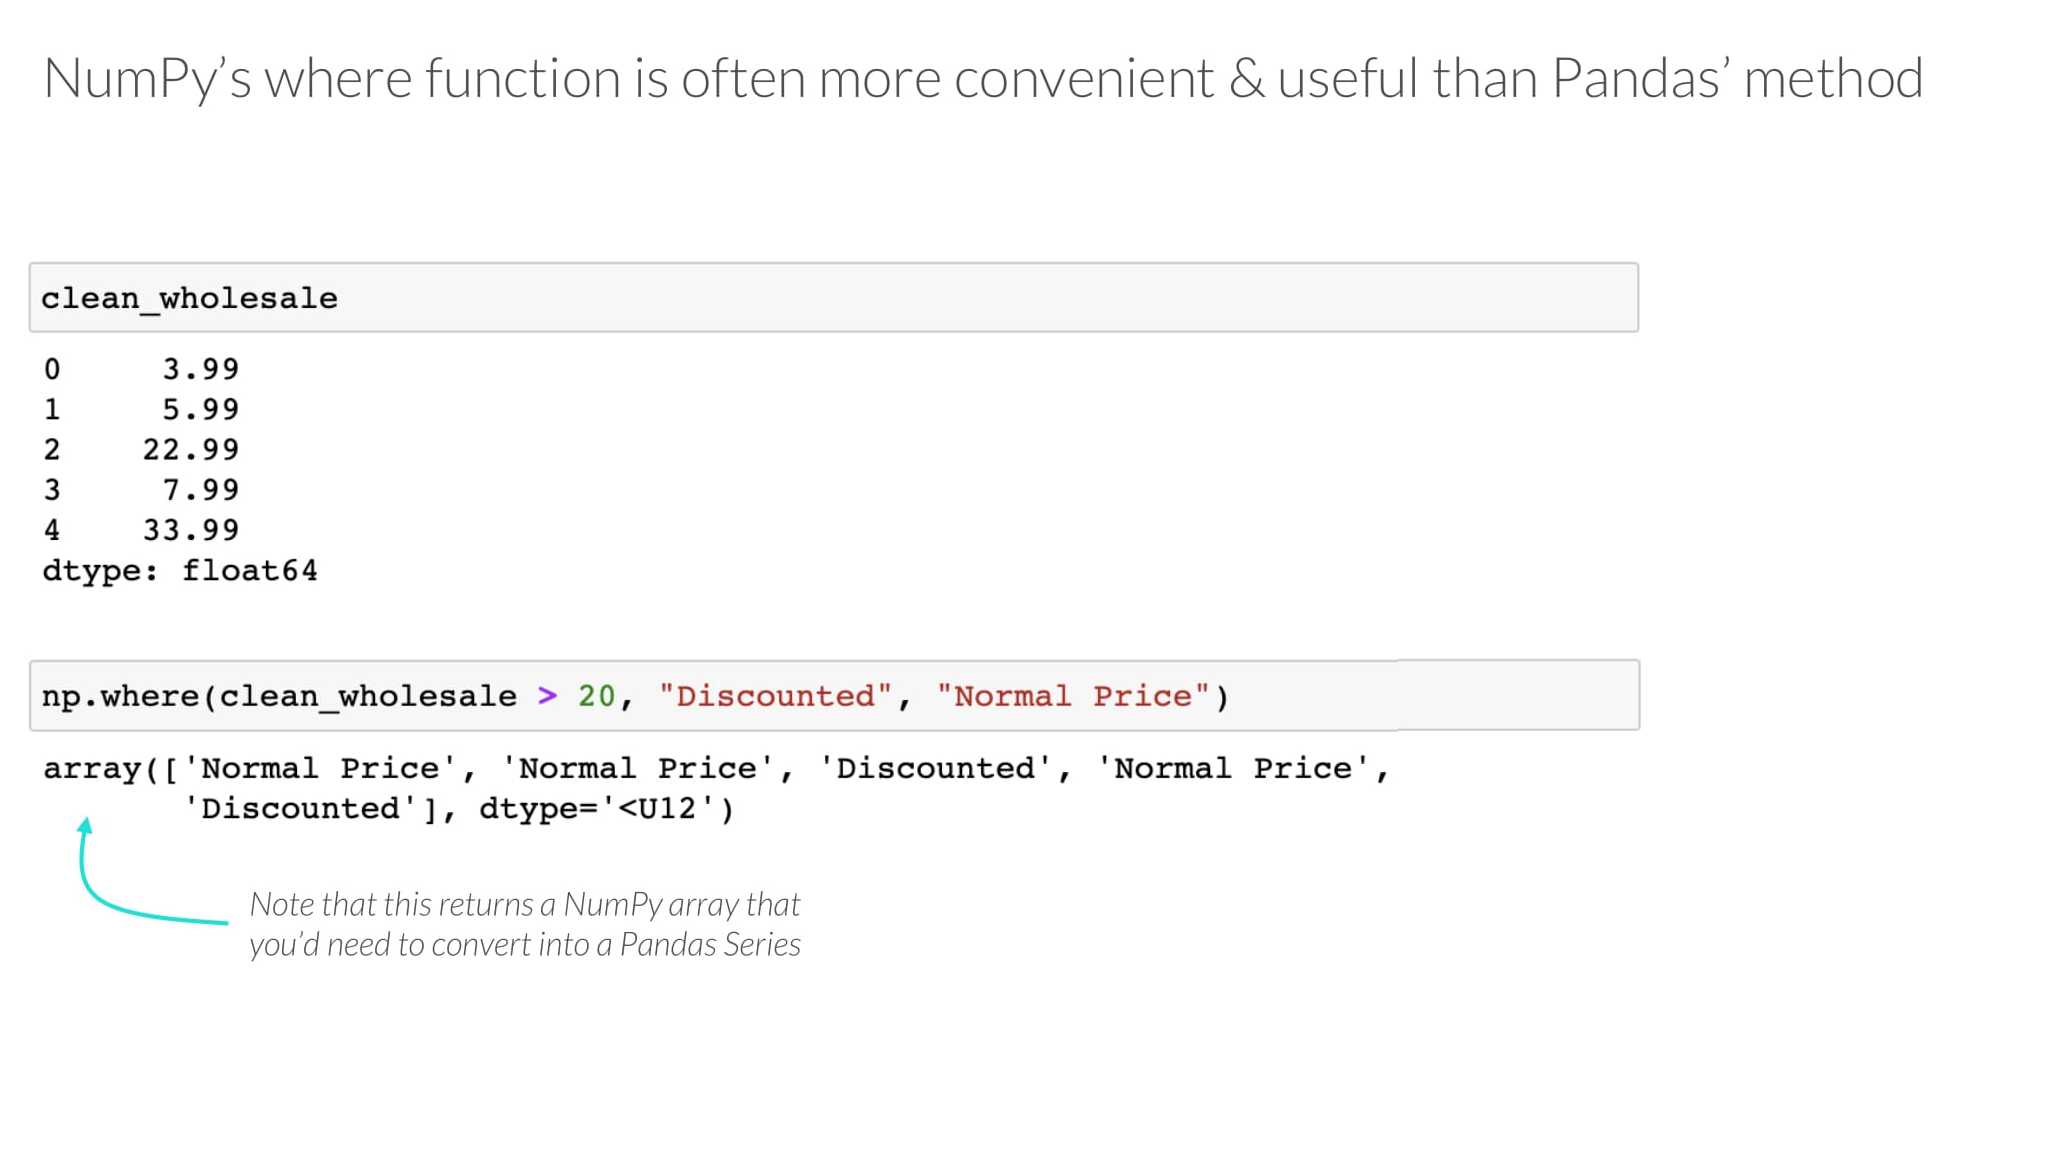 NumPy’s where function is often more convenient & useful than Pandas’ method
clean_wholesale
0     3.99
1     5.99
2    22.99
3     7.99
4    33.99
dtype: float64
np.where(clean_wholesale > 20, "Discounted", "Normal Price")
array(['Normal Price', 'Normal Price', 'Discounted', 'Normal Price',
       'Discounted'], dtype='<U12')
Note that this returns a NumPy array that
you’d need to convert into a Pandas Series